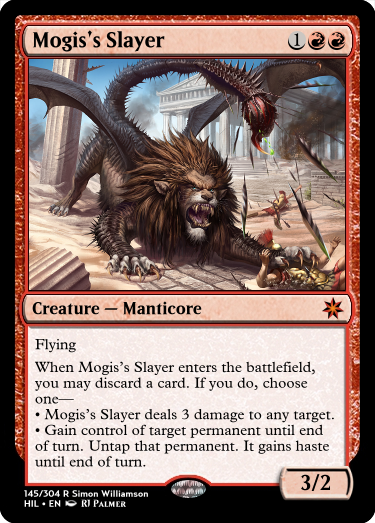 Mogis's Slayer 1
Creature — Manticore
Flying
When Mogis's Slayer enters the battlefield,
you may discard a card. If you do, choose
one—
• Mogis's Slayer deals 3 damage to any target.
• Gain control of target permanent until end
of turn. Untap that permanent. It gains haste
until end of turn.
3/2
145/304 R Simon Williamson
HIL • EN RJ Palmer